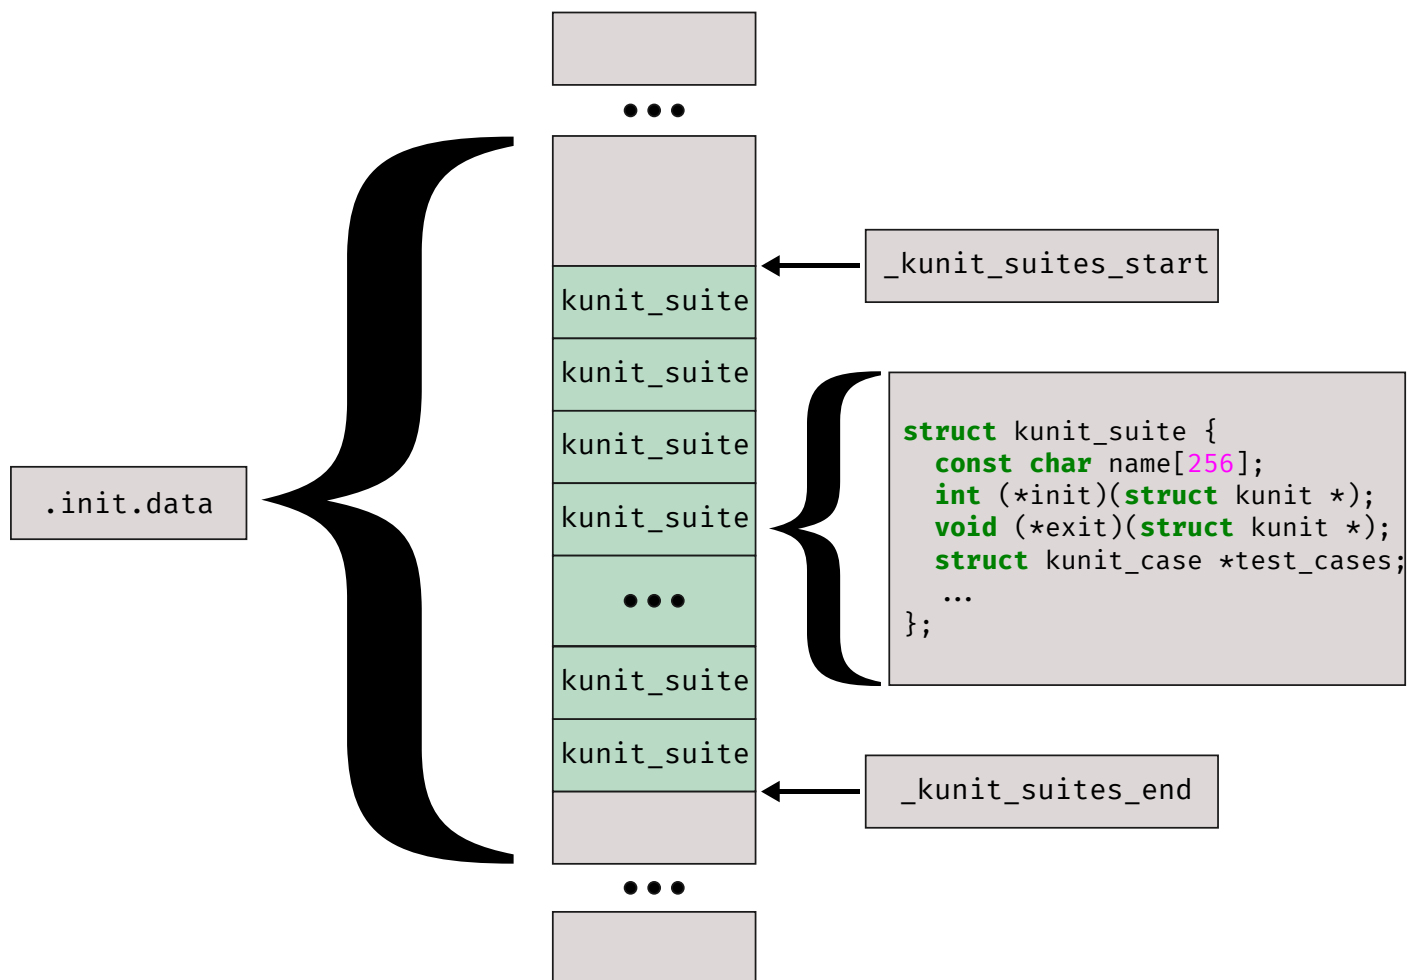 _kunit_suites_start
kunit_suite
kunit_suite
kunit_suite
kunit_suite
kunit_suite
kunit_suite
.init.data
struct kunit_suite {
const char name[256];
int (*init)(struct kunit *);
void (*exit)(struct kunit *);
struct kunit_case *test_cases;
...
};
_kunit_suites_end